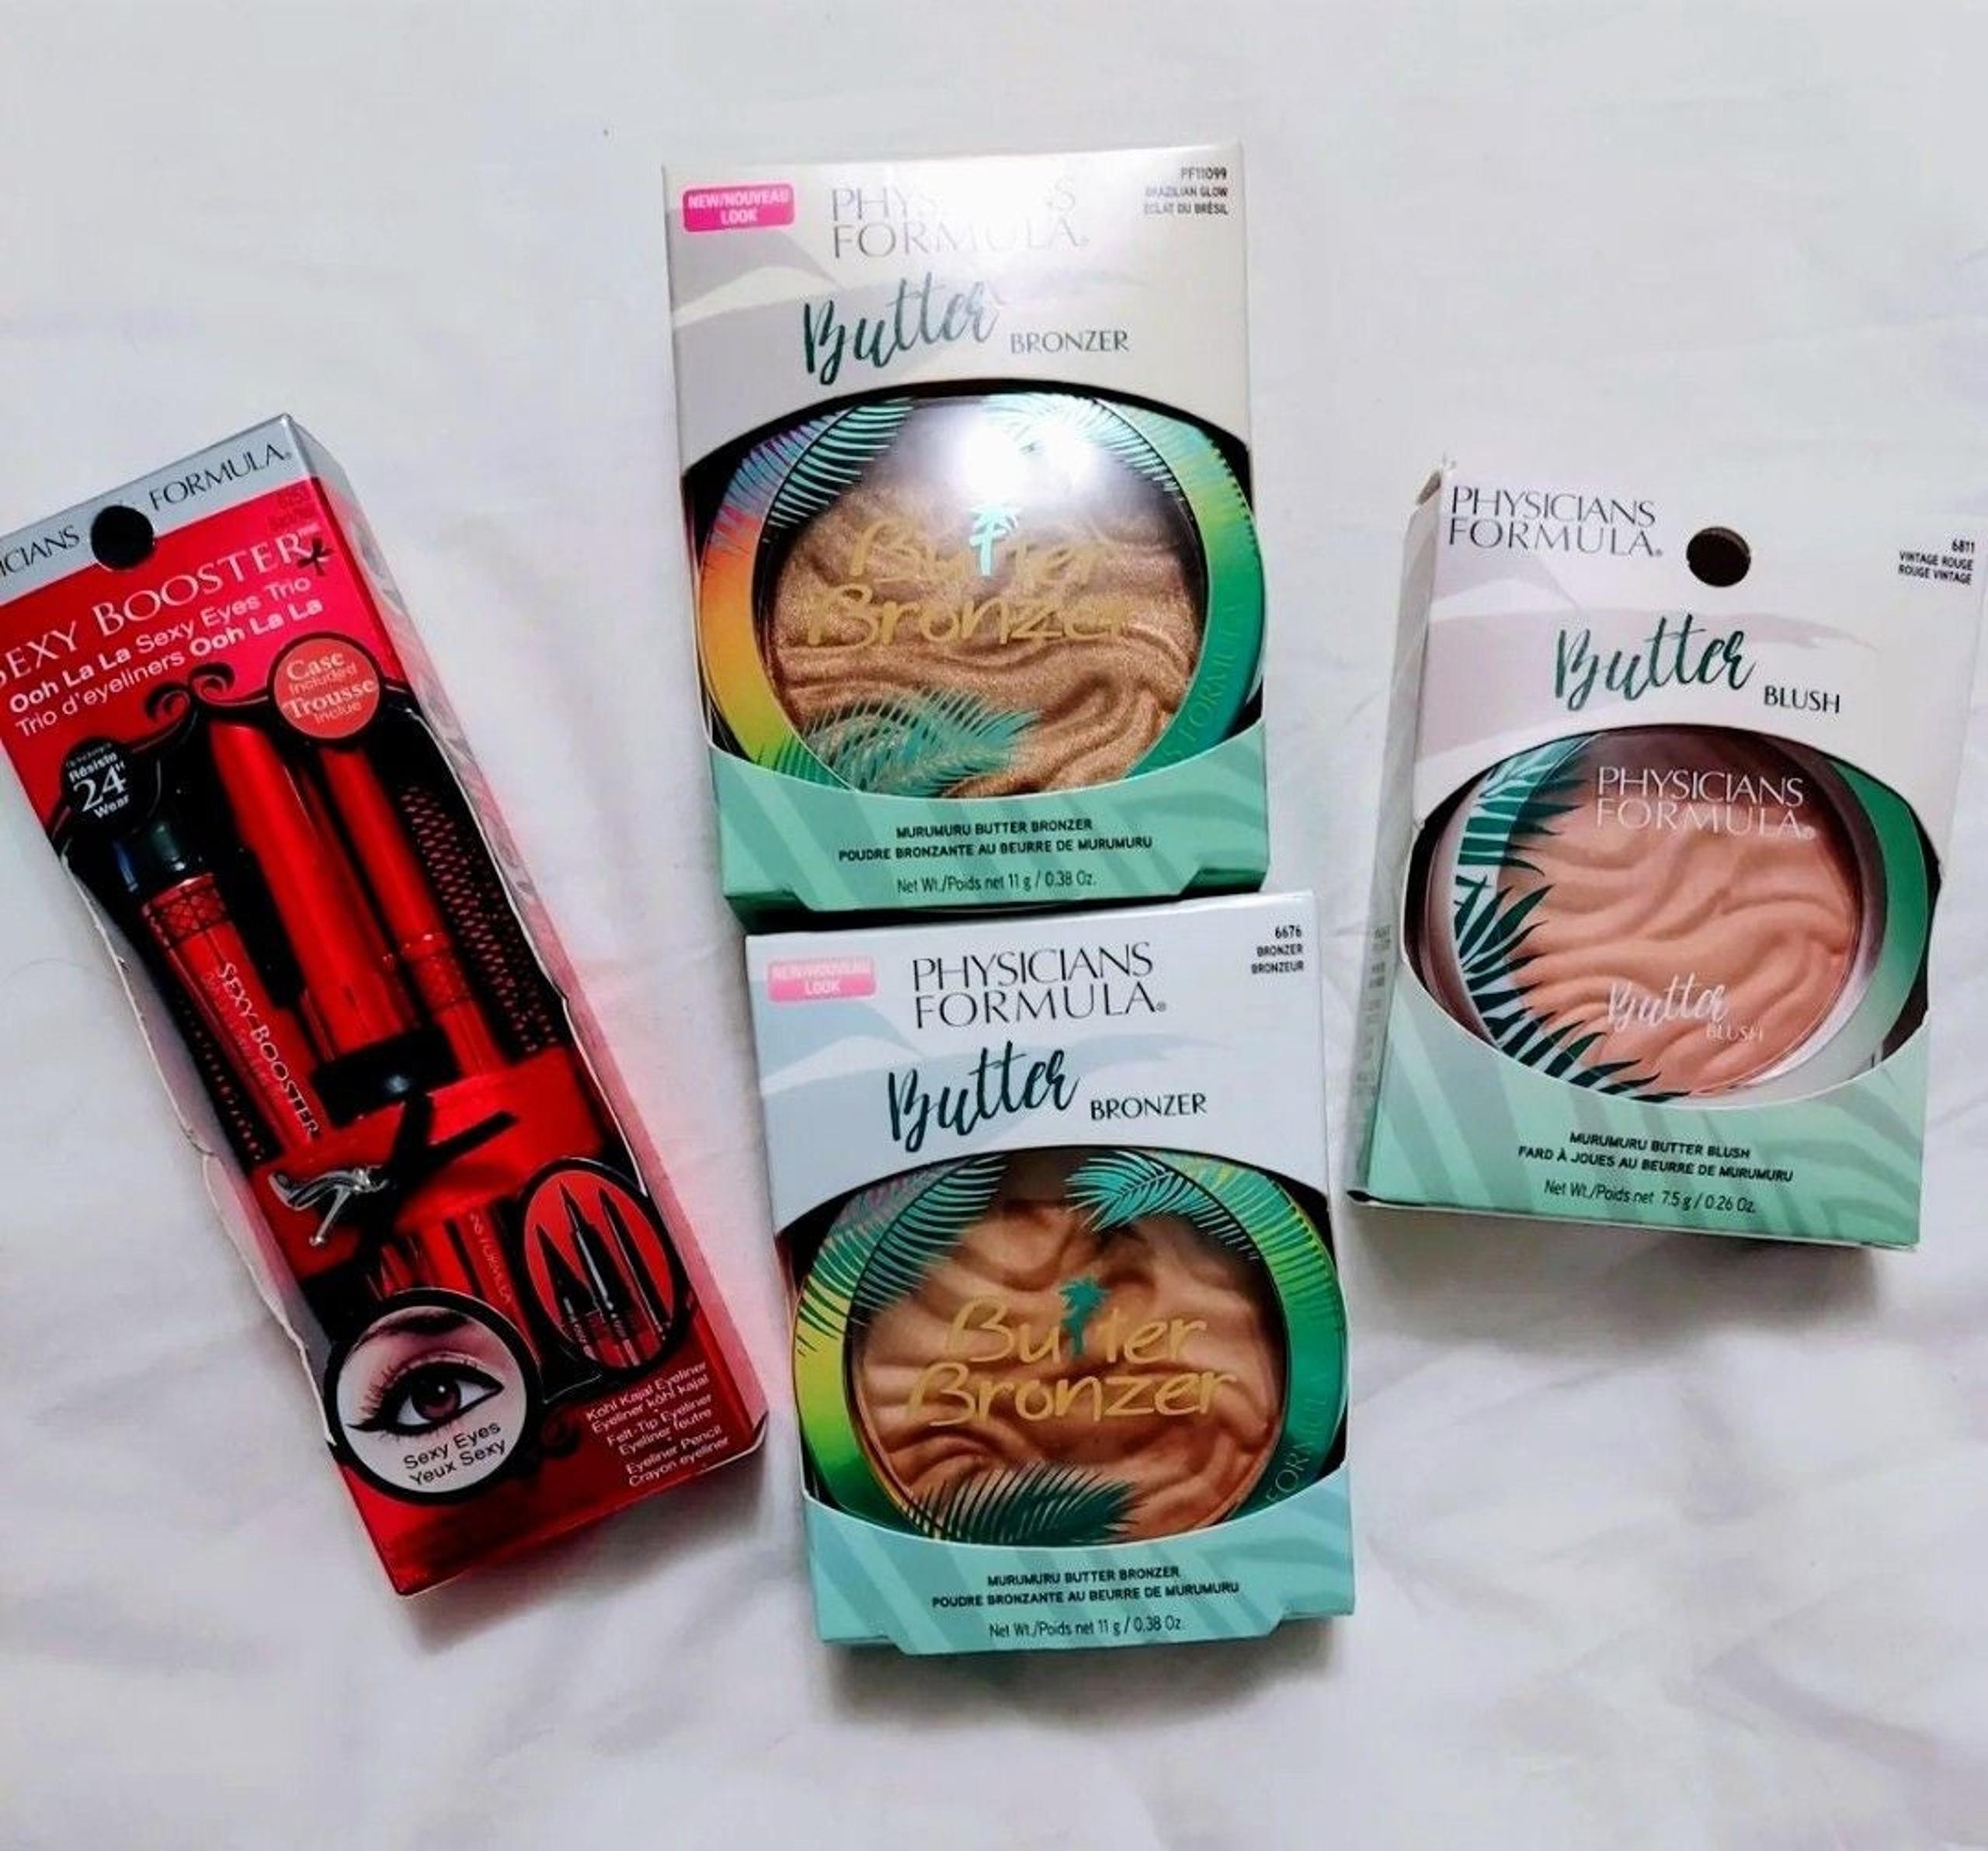 FORMULA®
SEXY BOOSTER
Ooh La La Sexy Eyes Trio
Trio d'eyeliners Ooh La La
Case
Included
Trousse
Incluse
Résiste
24H
Wear
SEXY BOOSTER
Sexy Eyes
Yeux Sexy
Kohl Kajal Eyeliner
Eyeliner kohl kajal
Felt-Tip Eyeliner
Eyeliner feutre
Eyeliner Pencil
Crayon eyeliner
NEW/NOUVEAU
LOOK
PHYSICIANS
FORMULA®
PF11099
BRAZILIAN GLOW
ÉCLAT DU BRÉSIL
Butter BRONZER
Butter
Bronzer
FORMULA
MURUMURU BUTTER BRONZER
POUDRE BRONZANTE AU BEURRE DE MURUMURU
Net Wt./Poids net 11 g / 0.38 Oz.
NEW/NOUVEAU
LOOK
PHYSICIANS
FORMULA®
6676
BRONZER
BRONZEUR
Butter BRONZER
Butter
Bronzer
MURUMURU BUTTER BRONZER
POUDRE BRONZANTE AU BEURRE DE MURUMURU
Net Wt./Poids net 11 g / 0.38 Oz.
PHYSICIANS
FORMULA®
6811
VINTAGE ROUGE
ROUGE VINTAGE
Butter BLUSH
PHYSICIANS
FORMULA®
Butter
BLUSH
MURUMURU BUTTER BLUSH
FARD À JOUES AU BEURRE DE MURUMURU
Net Wt./Poids net 7.5 g / 0.26 Oz.